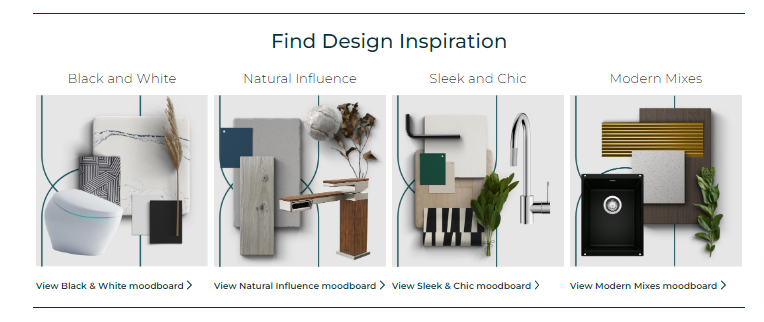 Find Design Inspiration
Black and White
Natural Influence
Sleek and Chic
Modern Mixes
View Black & White moodboard >
View Natural Influence moodboard >
View Sleek & Chic moodboard >
View Modern Mixes moodboard >